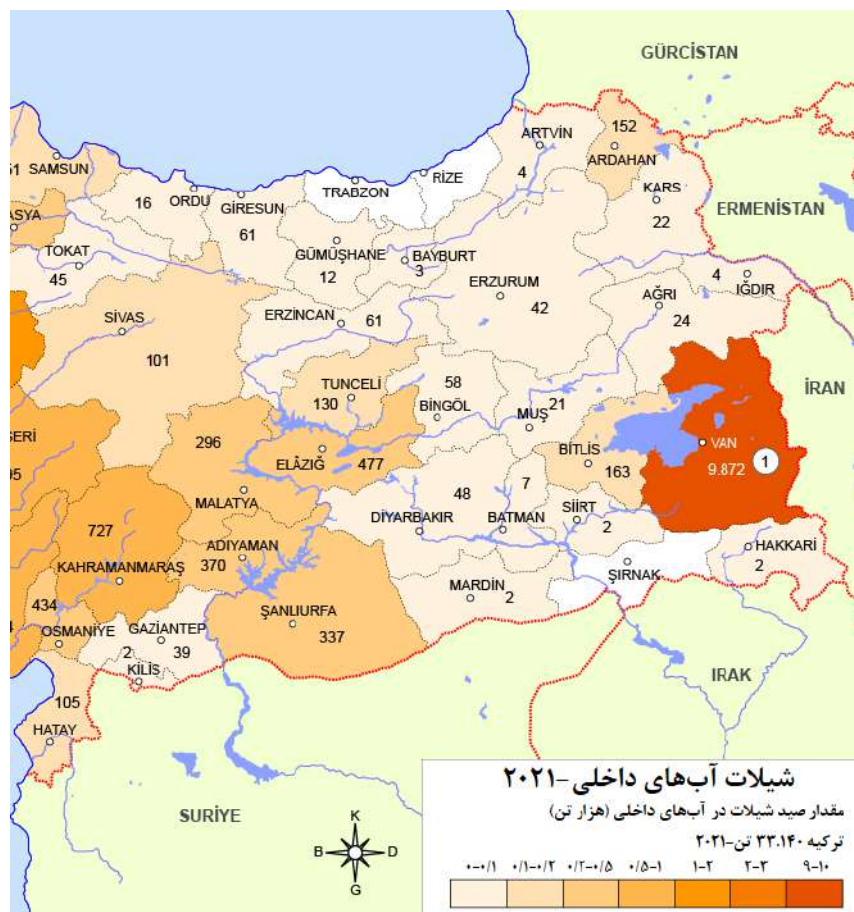 GÜRCİSTAN
ARTVİN
152
ARDAHAN
51
SAMSUN
4
KARS
TRABZON
RİZE
16
ORDU
GİRESUN
ERMENİSTAN
ASYA
22
TOKAT
61
GÜMÜŞHANE
BAYBURT
45
12
3
ERZURUM
4
IĞDIR
AĞRI
SİVAS
ERZİNCAN
61
42
24
101
İRAN
TUNCELİ
58
130
BİNGÖL
21
MUŞ
SERİ
296
VAN
95
ELÂZIĞ
477
BİTLİS
163
9.872
1
MALATYA
48
7
SİİRT
727
DİYARBAKIR
BATMAN
2
ADIYAMAN
HAKKARİ
KAHRAMANMARAŞ
370
ŞIRNAK
2
MARDİN
2
434
ŞANLIURFA
GAZİANTEP
OSMANİYE
337
2
39
KİLİS
IRAK
105
HATAY
SURİYE
K
B
D
G
شیلات آب‌های داخلی-۲۰۲۱
مقدار صید شیلات در آب‌های داخلی (هزار تن)
ترکیه ۳۳.۱۴۰ تن-۲۰۲۱
۰-۰/۱ ۰/۱-۰/۲ ۰/۲-۰/۵ ۰/۵-۱ ۱-۲ ۲-۳ ۹-۱۰